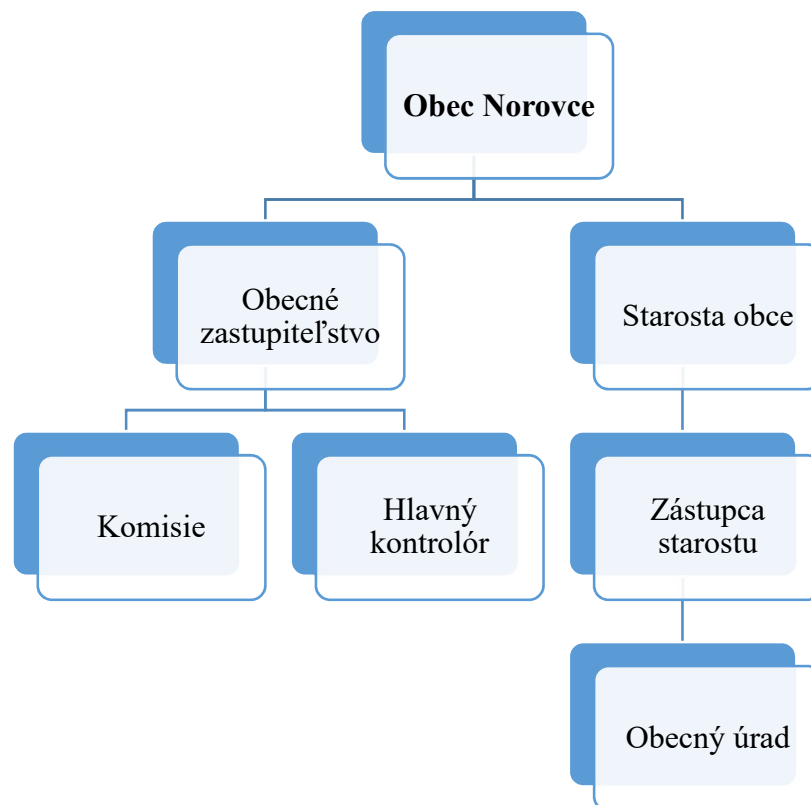 Obec Norovce
Obecné
zastupiteľstvo
Starosta obce
Komisie
Hlavný
kontrolór
Zástupca
starostu
Obecný úrad